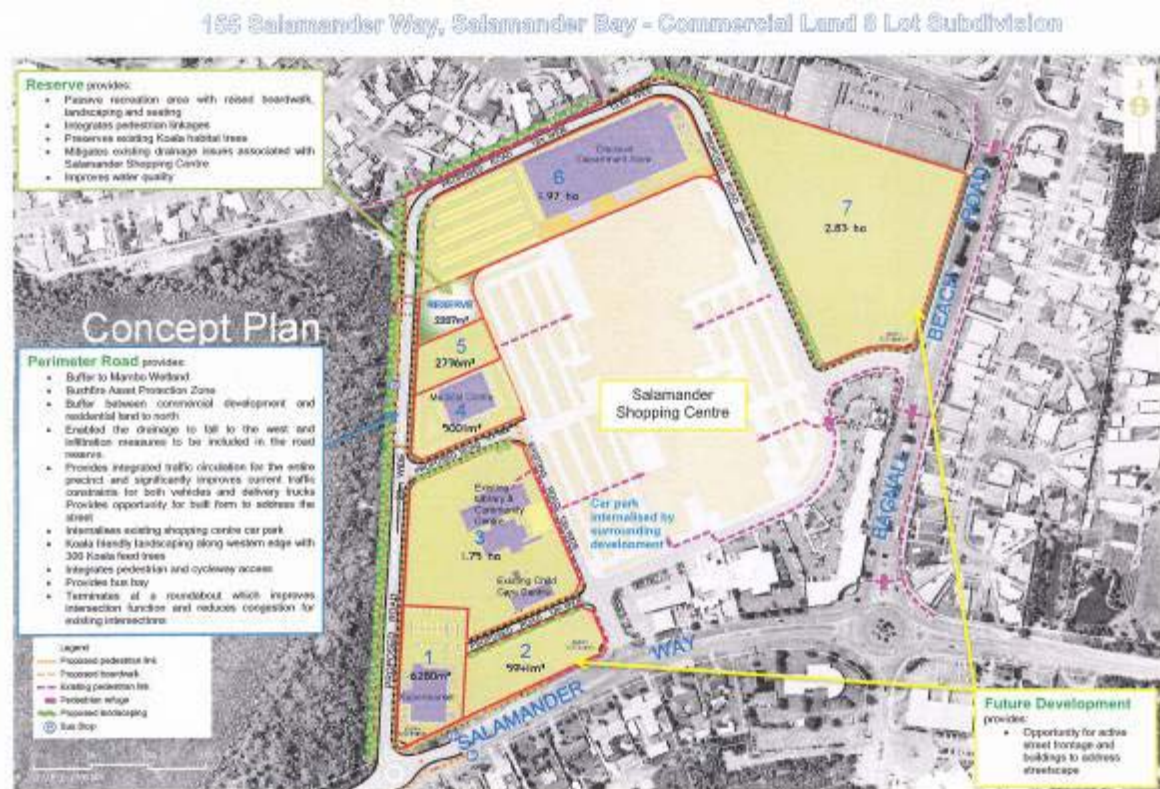 155 Salamander Way, Salamander Bay - Commercial Land 8 Lot Subdivision
Reserve provides:
• Passive recreation area with raised boardwalk,
landscaping and seating
• Integrates pedestrian linkages
• Preserves existing Koala habitat trees
• Mitigates existing drainage issues associated with
Salamander Shopping Centre
• Improves water quality
Concept Plan
Perimeter Road provides:
• Buffer to Mambo Wetland
• Bushfire Asset Protection Zone
• Buffer between commercial development and
residential land to north
• Enabled the drainage to fall to the west and
infiltration measures to be included in the road
reserve.
• Provides integrated traffic circulation for the entire
precinct and significantly improves current traffic
constraints for both vehicles and delivery trucks
Provides opportunity for built form to address the
street
• Internalises existing shopping centre car park
• Koala friendly landscaping along western edge with
300 Koala feed trees
• Integrates pedestrian and cycleway access
• Provides bus bay
• Terminates at a roundabout which improves
intersection function and reduces congestion for
existing intersections
Legend
Proposed pedestrian link
Proposed boardwalk
Existing pedestrian link
Pedestrian refuge
Proposed landscaping
Bus Stop
Discount
Department Store
6
1.97 ha
7
2.83 ha
RESERVE
5
2796m²
Medical Centre
4
5001m²
Existing
Library &
Community
Centre
3
1.75 ha
Existing Child
Care Centre
1
6280m²
2
Salamander
Shopping Centre
Car park
internalised by
surrounding
development
PROPOSED ROAD
SALAMANDER WAY
BAGNALL BEACH ROAD
Future Development
provides:
• Opportunity for active
street frontage and
buildings to address
streetscape